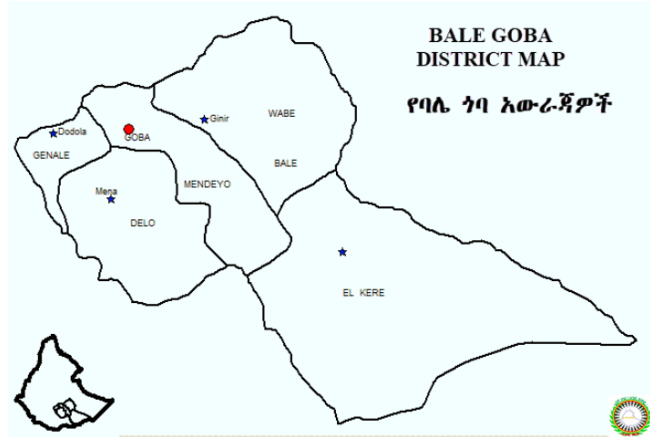 BALE GOBA
DISTRICT MAP
የባሌ ጎባ አውራጃዎች
Ginir
WABE
Dodola
GOBA
GENALE
BALE
MENDEYO
Mena
DELO
EL KERE